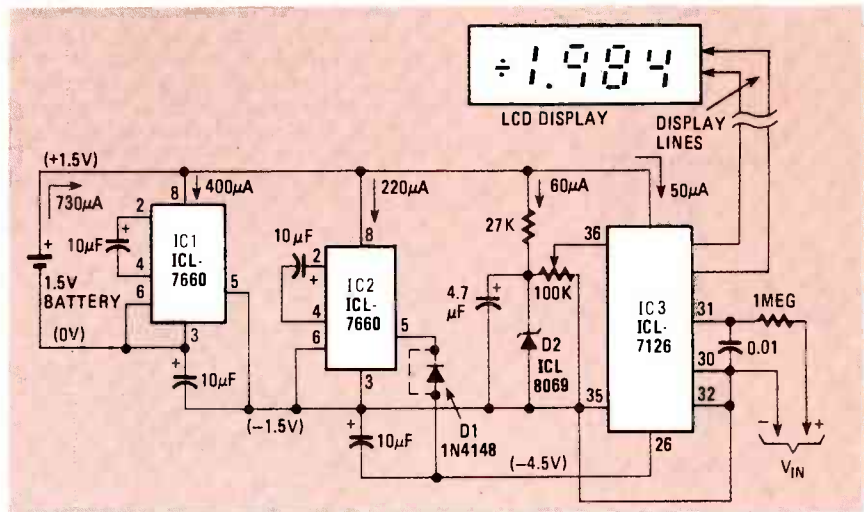 ÷1.984
LCD DISPLAY
DISPLAY
LINES
(+1.5V)
730µA
8
400µA
220µA
60µA
50µA
2
10µF
4
6
IC1
ICL-
7660
5
1.5V
BATTERY
(0V)
3
10µF
8
10µF
2
4
6
IC2
ICL-
7660
5
3
10µF
(−1.5V)
D1
1N4148
(−4.5V)
27K
4.7
µF
100K
D2
ICL
8069
36
IC3
ICL-
7126
35
31
30
32
26
1MEG
0.01
- +
VIN